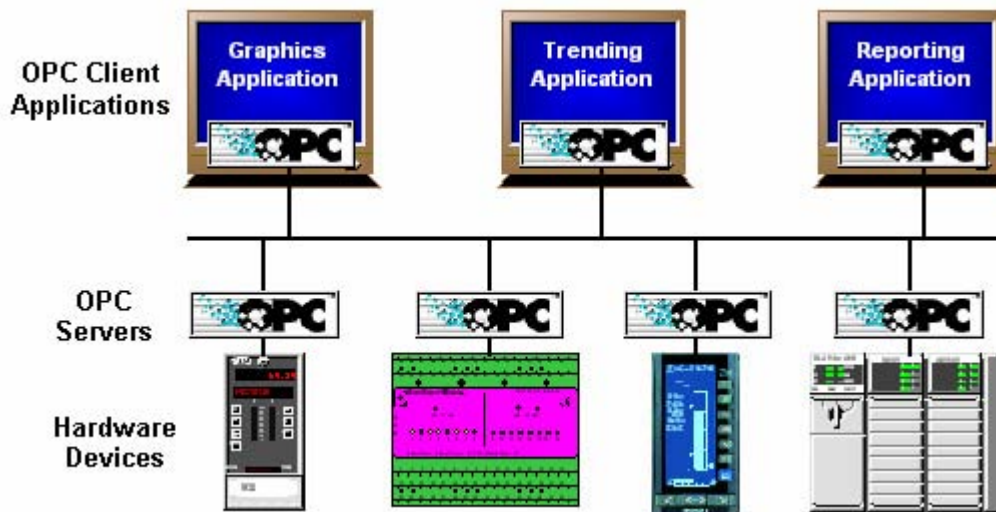 OPC Client
Applications
Graphics
Application
OPC
Trending
Application
OPC
Reporting
Application
OPC
OPC
Servers
OPC
OPC
OPC
OPC
Hardware
Devices